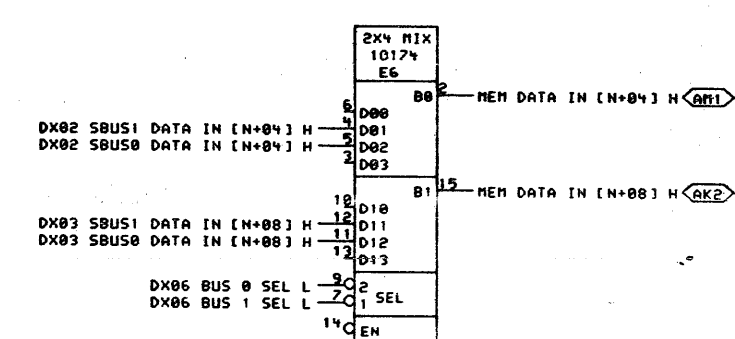 2X4 MIX
10174
E6
B0 2 MEM DATA IN [N+04] H AM1
6 D00
DX02 SBUS1 DATA IN [N+04] H 4 D01
DX02 SBUS0 DATA IN [N+04] H 5 D02
3 D03
B1 15 MEM DATA IN [N+08] H AK2
10 D10
DX03 SBUS1 DATA IN [N+08] H 12 D11
DX03 SBUS0 DATA IN [N+08] H 11 D12
13 D13
DX06 BUS 0 SEL L 9 2
DX06 BUS 1 SEL L 7 1 SEL
14 EN